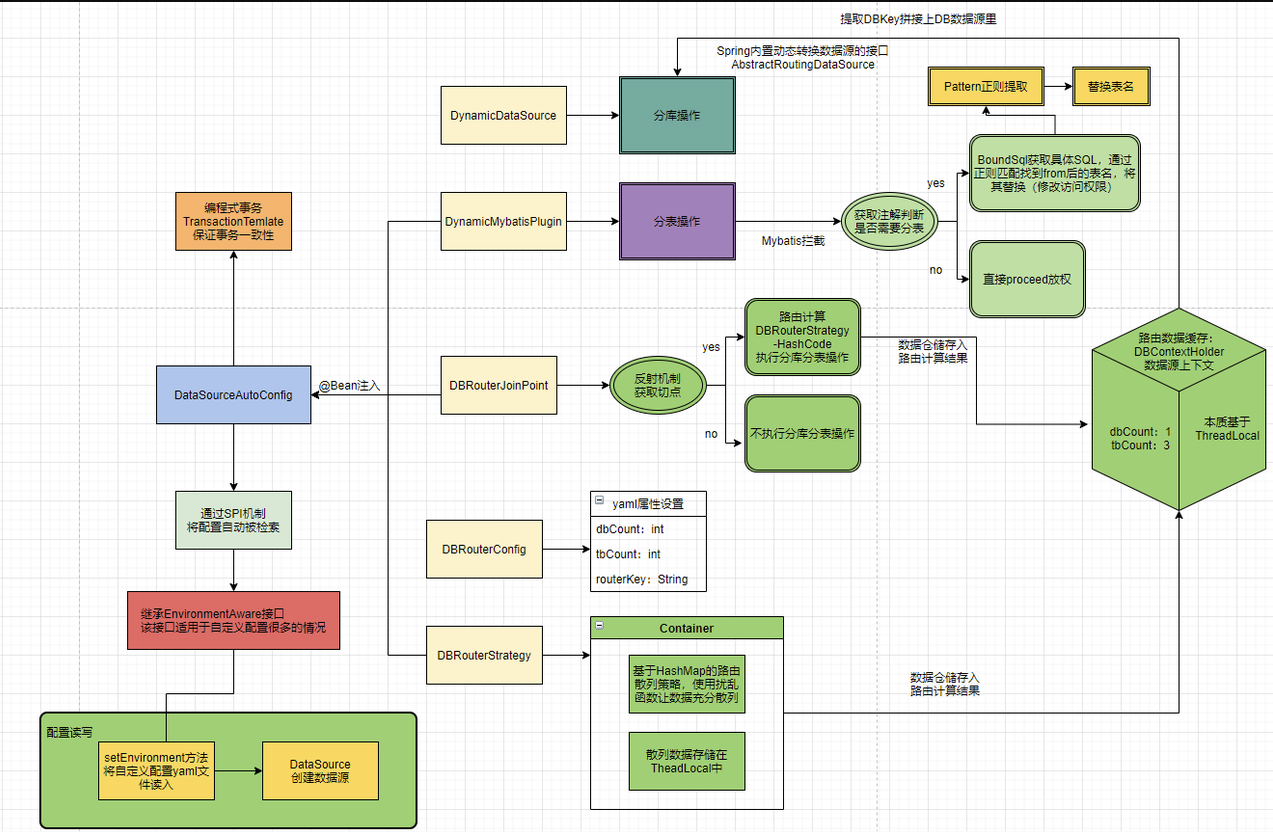 提取DBKey拼接上DB数据源里
Spring内置动态转换数据源的接口
AbstractRoutingDataSource
DynamicDataSource
分库操作
Pattern正则提取
替换表名
BoundSql获取具体SQL，通过
正则匹配找到from后的表名，将
其替换（修改访问权限）
yes
编程式事务
TransactionTemlate
保证事务一致性
DynamicMybatisPlugin
分表操作
Mybatis拦截
获取注解判断
是否需要分表
no
直接proceed放权
路由计算
DBRouterStrategy
-HashCode
执行分库分表操作
yes
数据仓储存入
路由计算结果
路由数据缓存：
DBContextHolder
数据源上下文
DataSourceAutoConfig
@Bean注入
DBRouterJoinPoint
反射机制
获取切点
no
不执行分库分表操作
dbCount：1
tbCount：3
本质基于
ThreadLocal
通过SPI机制
将配置自动被检索
DBRouterConfig
yaml属性设置
dbCount：int
tbCount：int
routerKey：String
继承EnvironmentAware接口
该接口适用于自定义配置很多的情况
DBRouterStrategy
Container
基于HashMap的路由
散列策略，使用扰乱
函数让数据充分散列
散列数据存储在
TheadLocal中
数据仓储存入
路由计算结果
配置读写
setEnvironment方法
将自定义配置yaml文
件读入
DataSource
创建数据源